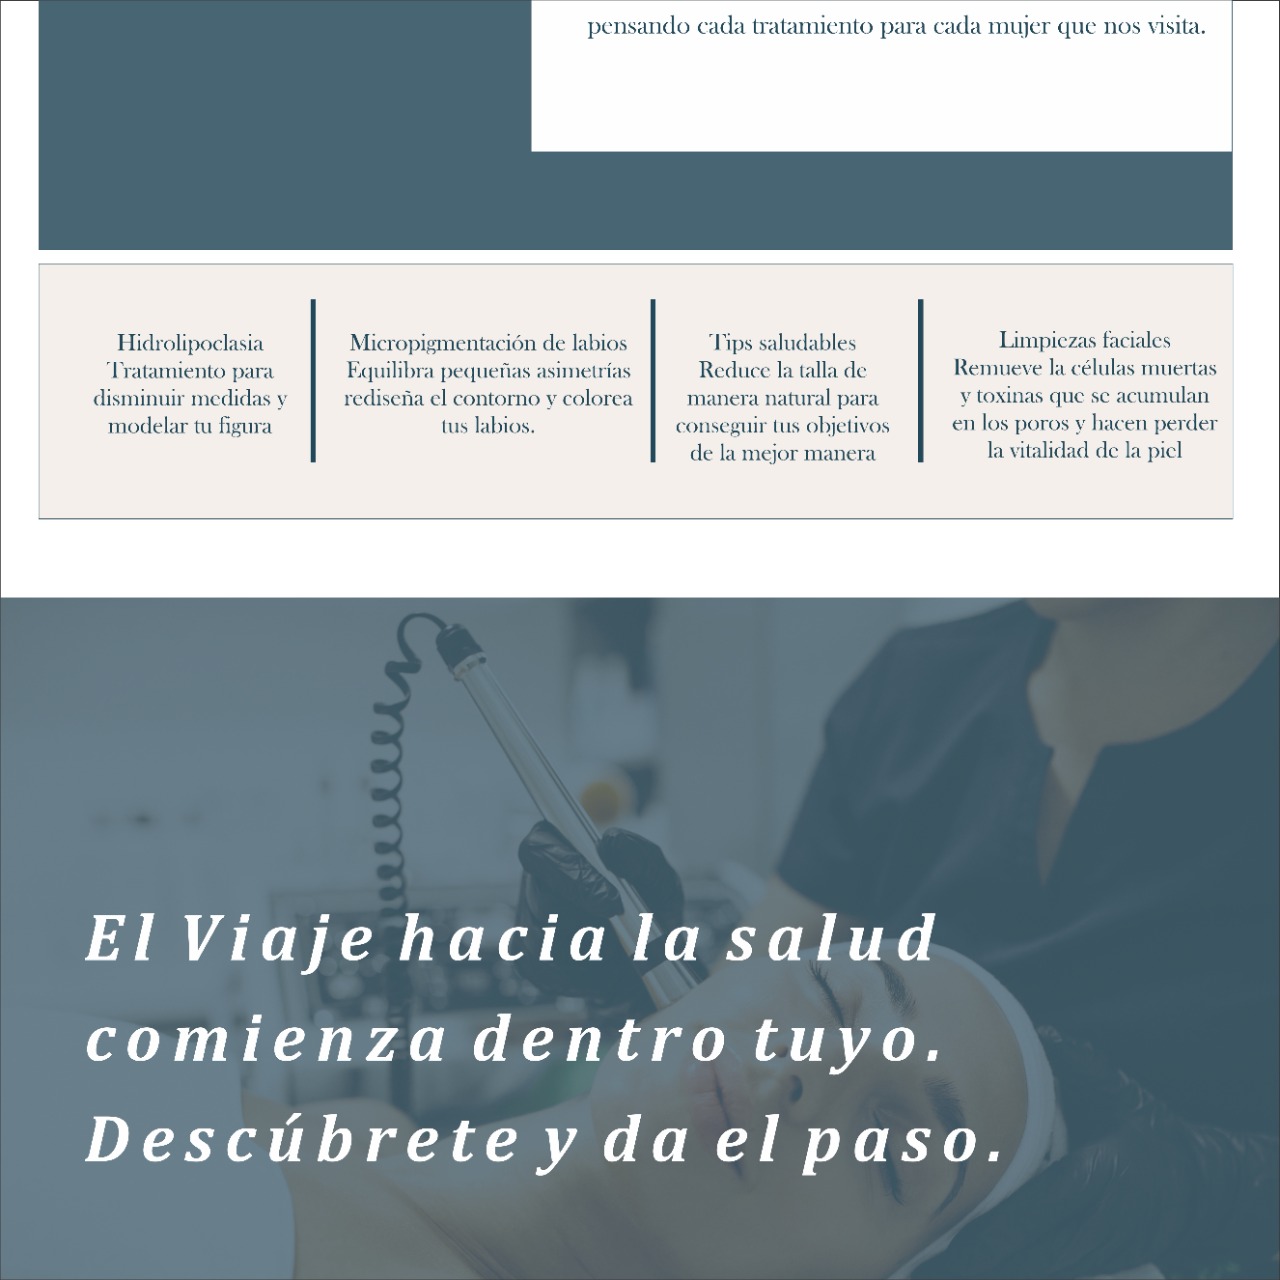 pensando cada tratamiento para cada mujer que nos visita.
Hidrolipoclasia
Tratamiento para
disminuir medidas y
modelar tu figura
Micropigmentación de labios
Equilibra pequeñas asimetrías
rediseña el contorno y colorea
tus labios.
Tips saludables
Reduce la talla de
manera natural para
conseguir tus objetivos
de la mejor manera
Limpiezas faciales
Remueve la células muertas
y toxinas que se acumulan
en los poros y hacen perder
la vitalidad de la piel
El Viaje hacia la salud
comienza dentro tuyo.
Descúbrete y da el paso.